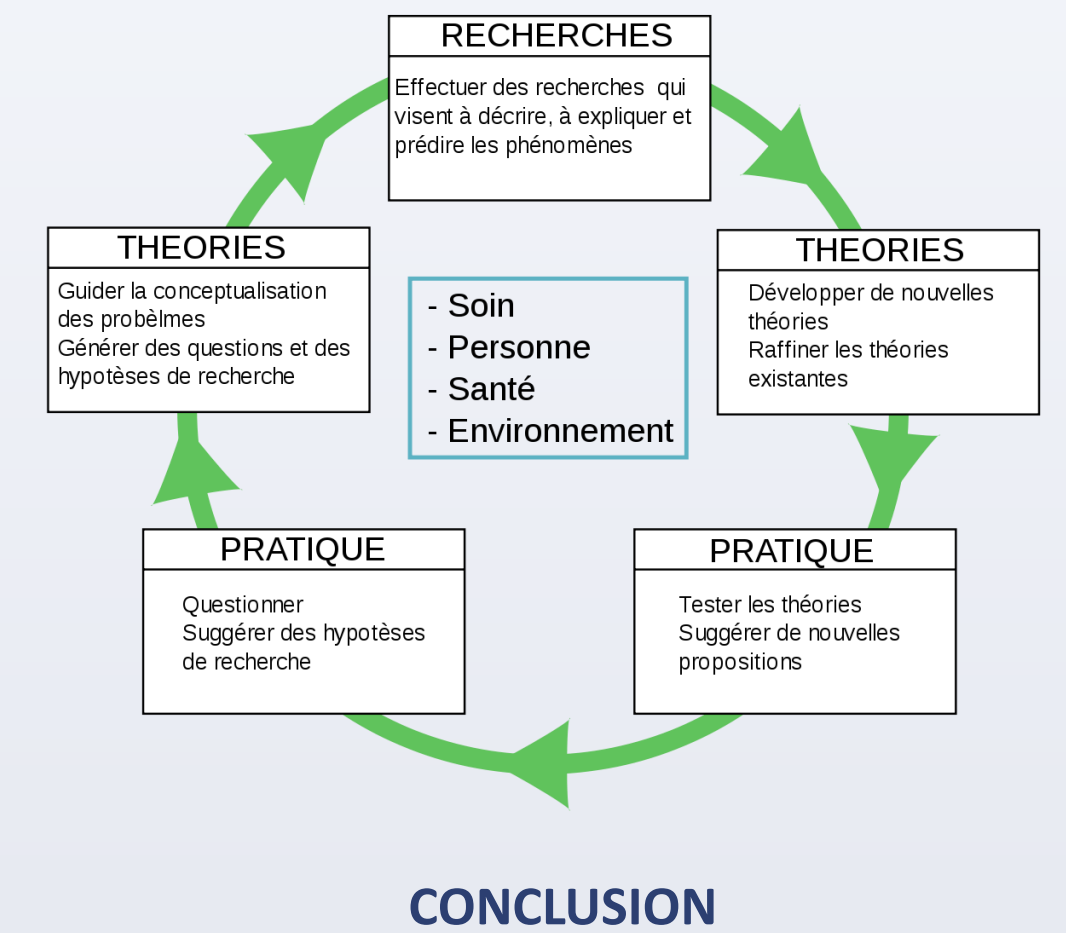 RECHERCHES
Effectuer des recherches  qui
visent à décrire, à expliquer et
prédire les phénomènes
THEORIES
Développer de nouvelles
théories
Raffiner les théories
existantes
PRATIQUE
Tester les théories
Suggérer de nouvelles
propositions
PRATIQUE
Questionner
Suggérer des hypotèses
de recherche
THEORIES
Guider la conceptualisation
des probèlmes
Générer des questions et des
hypotèses de recherche
- Soin
- Personne
- Santé
- Environnement
CONCLUSION